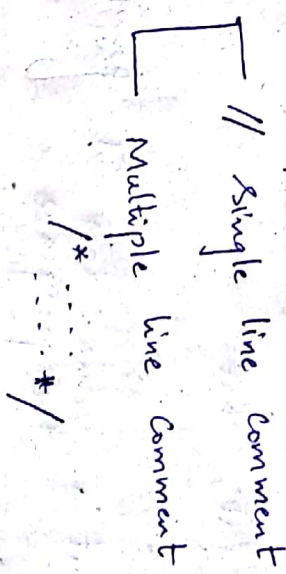 // Single line comment
Multiple line comment
/* .....
..... */